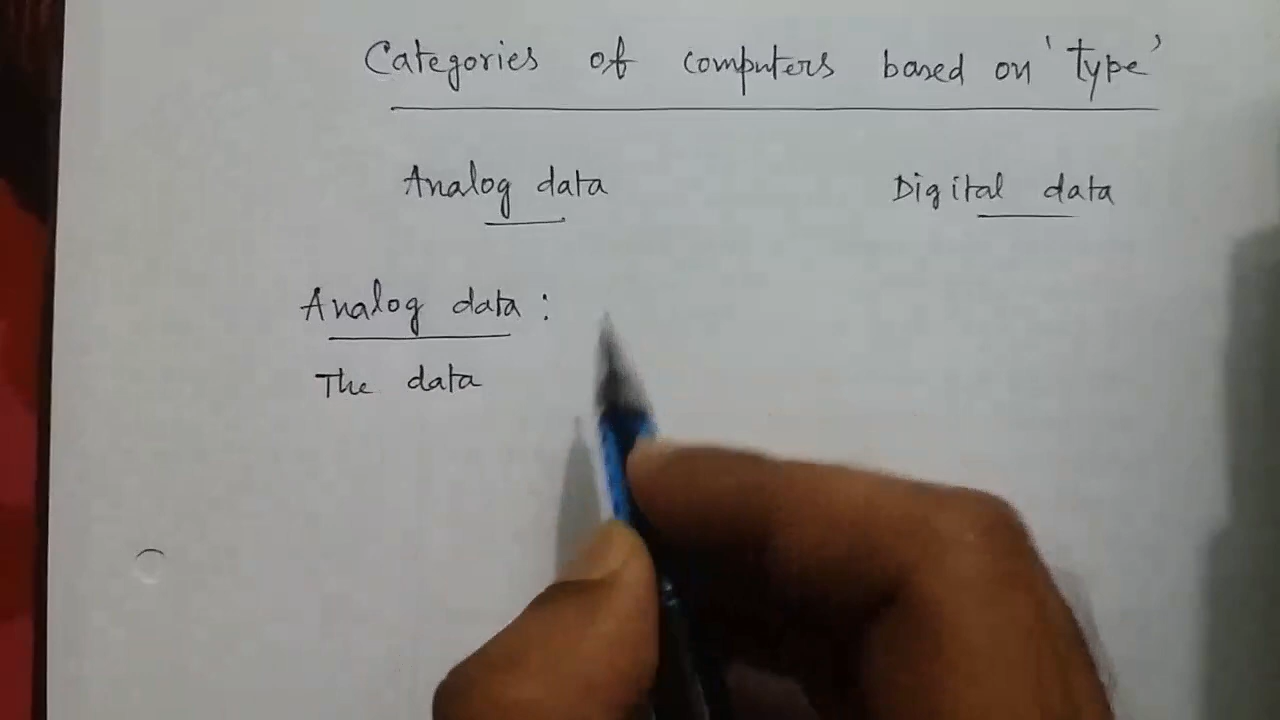 Categories of computers based on 'type'
Analog data Digital data
Analog data :
The data